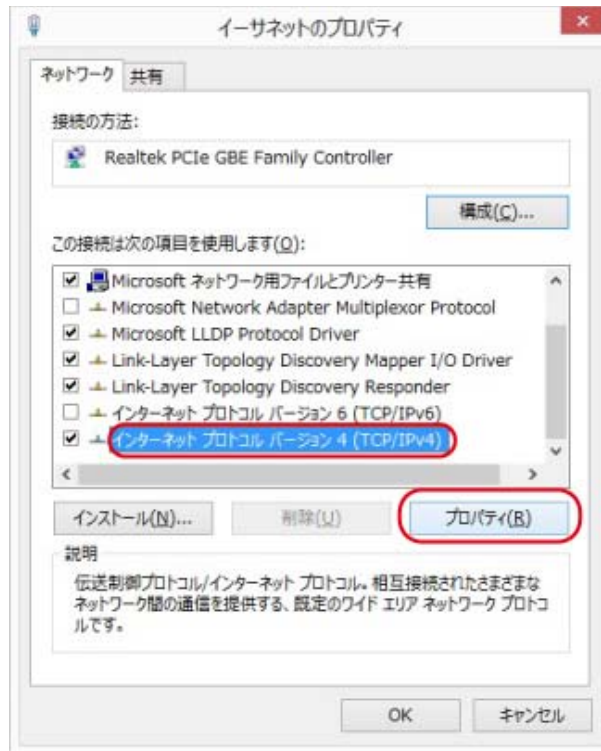 イーサネットのプロパティ
ネットワーク 共有
接続の方法:
Realtek PCIe GBE Family Controller
構成(C)...
この接続は次の項目を使用します(O):
Microsoft ネットワーク用ファイルとプリンター共有
Microsoft Network Adapter Multiplexor Protocol
Microsoft LLDP Protocol Driver
Link-Layer Topology Discovery Mapper I/O Driver
Link-Layer Topology Discovery Responder
インターネット プロトコル バージョン 6 (TCP/IPv6)
インターネット プロトコル バージョン 4 (TCP/IPv4)
インストール(N)... 削除(U) プロパティ(R)
説明
伝送制御プロトコル/インターネット プロトコル。相互接続されたさまざまな
ネットワーク間の通信を提供する、既定のワイド エリア ネットワーク プロトコ
ルです。
OK キャンセル